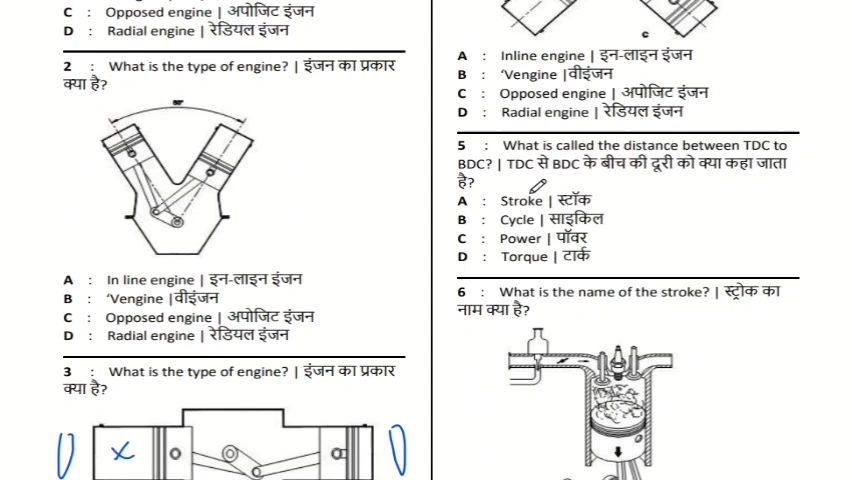 C : Opposed engine | अपोजिट इंजन
D : Radial engine | रेडियल इंजन
2 : What is the type of engine? | इंजन का प्रकार
क्या है?
60°
A : In line engine | इन-लाइन इंजन
B : ‘Vengine |वीइंजन
C : Opposed engine | अपोजिट इंजन
D : Radial engine | रेडियल इंजन
3 : What is the type of engine? | इंजन का प्रकार
क्या है?
x
c
A : Inline engine | इन-लाइन इंजन
B : ‘Vengine |वीइंजन
C : Opposed engine | अपोजिट इंजन
D : Radial engine | रेडियल इंजन
5 : What is called the distance between TDC to
BDC? | TDC से BDC के बीच की दूरी को क्या कहा जाता
है?
A : Stroke | स्टॉक
B : Cycle | साइकिल
C : Power | पॉवर
D : Torque | टार्क
6 : What is the name of the stroke? | स्ट्रोक का
नाम क्या है?